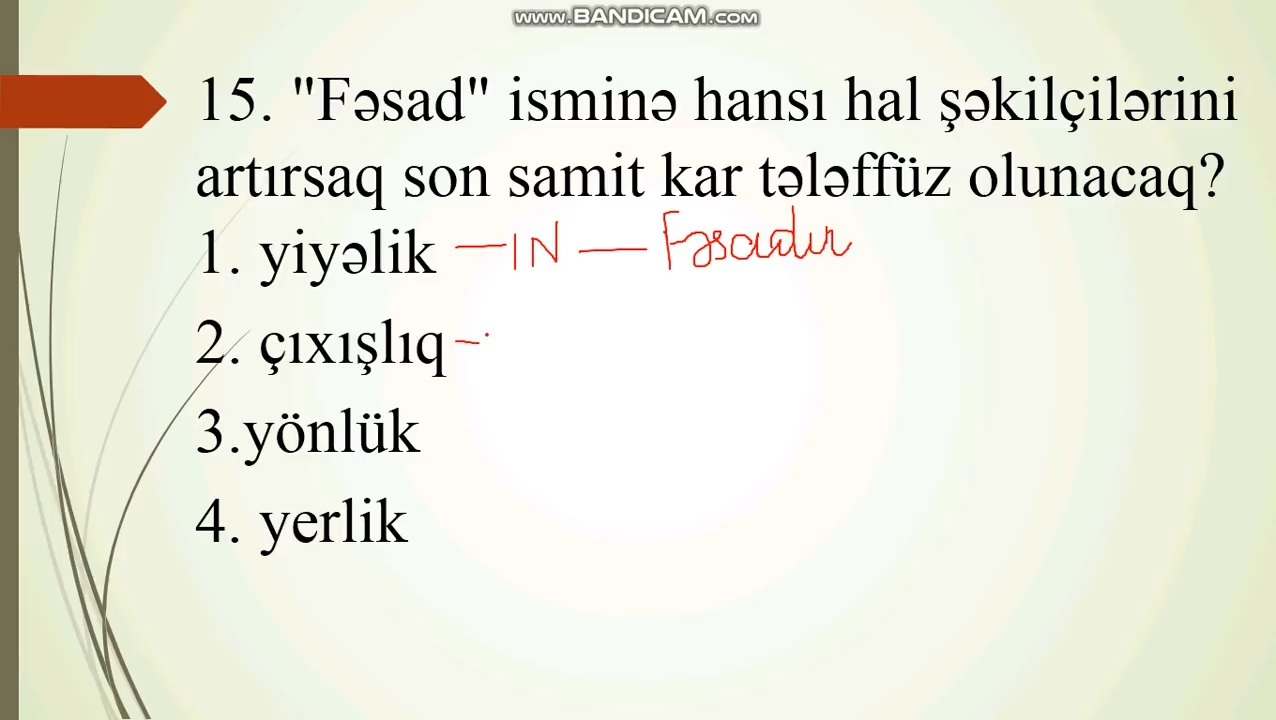 www.BANDICAM.com
15. "Fəsad" isminə hansı hal şəkilçilərini
artırsaq son samit kar tələffüz olunacaq?
1. yiyəlik — IN — Fəsadın
2. çıxışlıq -
3.yönlük
4. yerlik